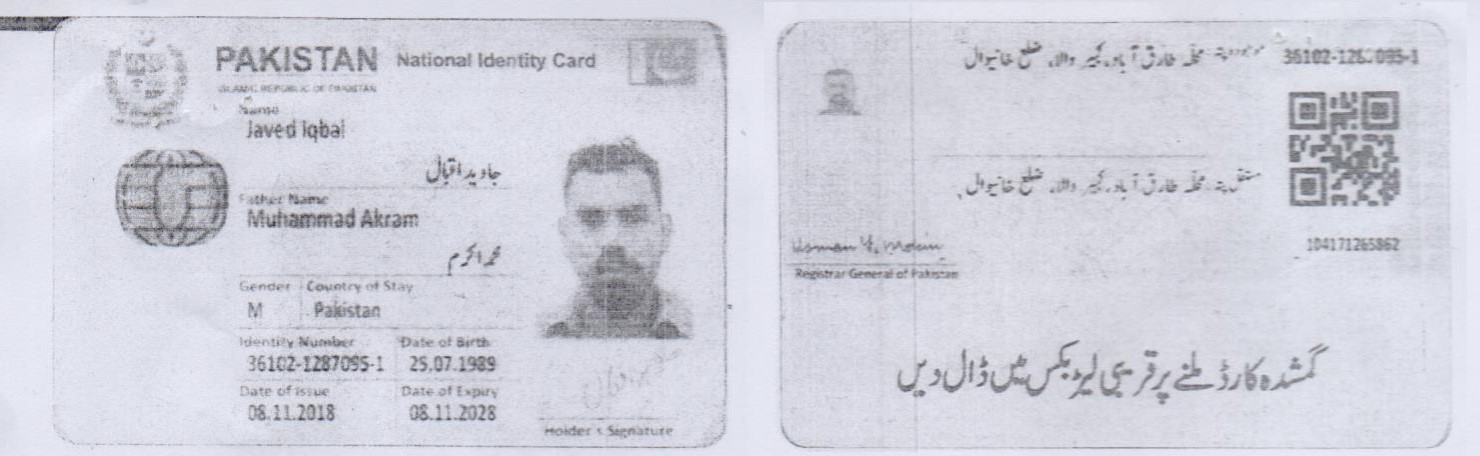 PAKISTAN National Identity Card
ISLAMIC REPUBLIC OF PAKISTAN
Name
Javed Iqbal
جاوید اقبال
Father Name
Muhammad Akram
محمد اکرم
Gender Country of Stay
M Pakistan
Identity Number Date of Birth
36102-1287095-1 25.07.1989
Date of Issue Date of Expiry
08.11.2018 08.11.2028
Holder's Signature
36102-1287095-1
موجودہ پتہ: محلہ طارق آباد، کبیر والا، ضلع خانیوال
مستقل پتہ: محلہ طارق آباد، کبیر والا، ضلع خانیوال
104171265862
Usman Y. Mobin
Registrar General of Pakistan
گمشدہ کارڈ ملنے پر قریبی لیٹر بکس میں ڈال دیں